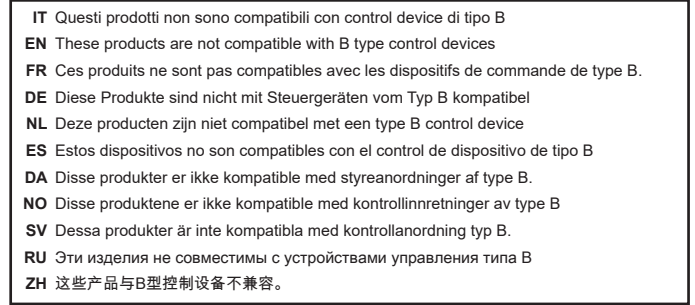 IT Questi prodotti non sono compatibili con control device di tipo B
EN These products are not compatible with B type control devices
FR Ces produits ne sont pas compatibles avec les dispositifs de commande de type B.
DE Diese Produkte sind nicht mit Steuergeräten vom Typ B kompatibel
NL Deze producten zijn niet compatibel met een type B control device
ES Estos dispositivos no son compatibles con el control de dispositivo de tipo B
DA Disse produkter er ikke kompatible med styreanordninger af type B.
NO Disse produktene er ikke kompatible med kontrollinnretninger av type B
SV Dessa produkter är inte kompatibla med kontrollanordning typ B.
RU Эти изделия не совместимы с устройствами управления типа B
ZH 这些产品与B型控制设备不兼容。